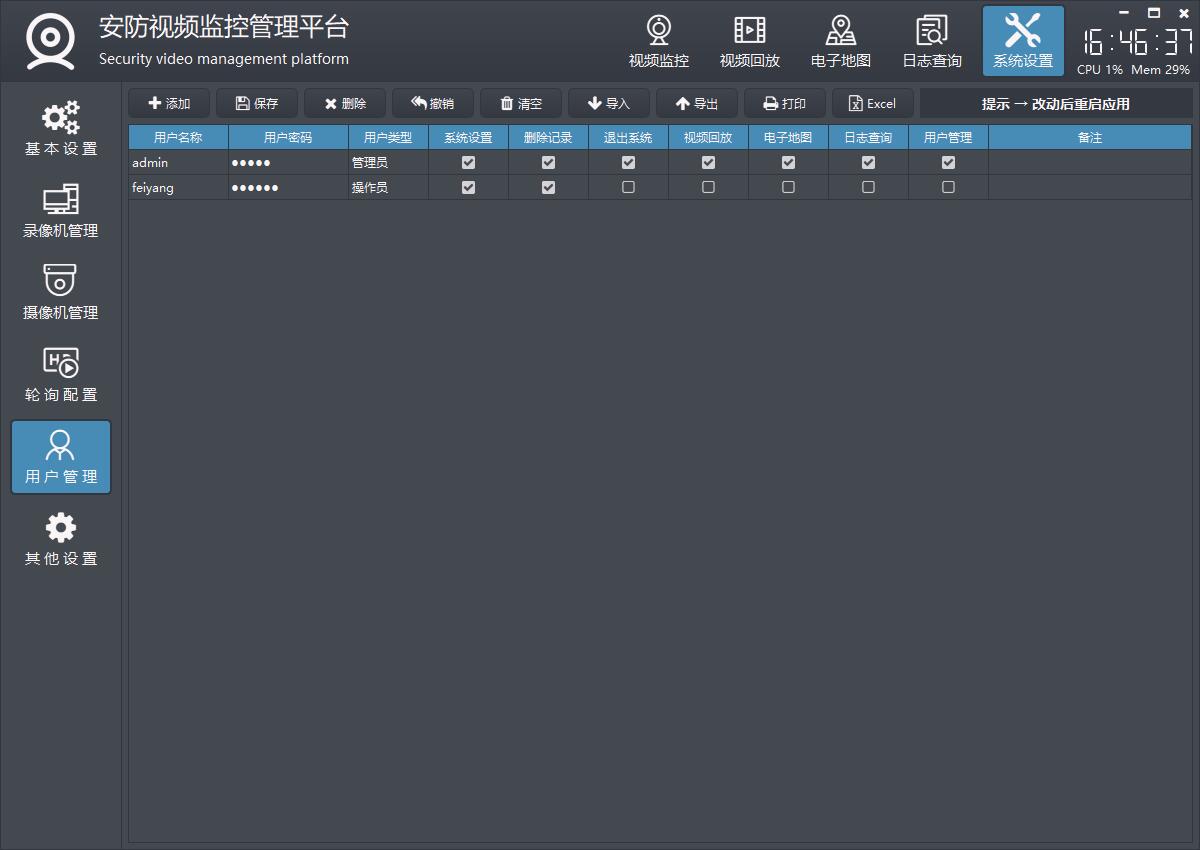 安防视频监控管理平台
Security video management platform
视频监控 视频回放 电子地图 日志查询 系统设置
16:46:37
CPU 1% Mem 29%
基本设置
录像机管理
摄像机管理
HD
轮询配置
用户管理
其他设置
添加 保存 删除 撤销 清空 导入 导出 打印 Excel 提示 → 改动后重启应用
用户名称 用户密码 用户类型 系统设置 删除记录 退出系统 视频回放 电子地图 日志查询 用户管理 备注
admin ●●●●● 管理员
feiyang ●●●●●● 操作员